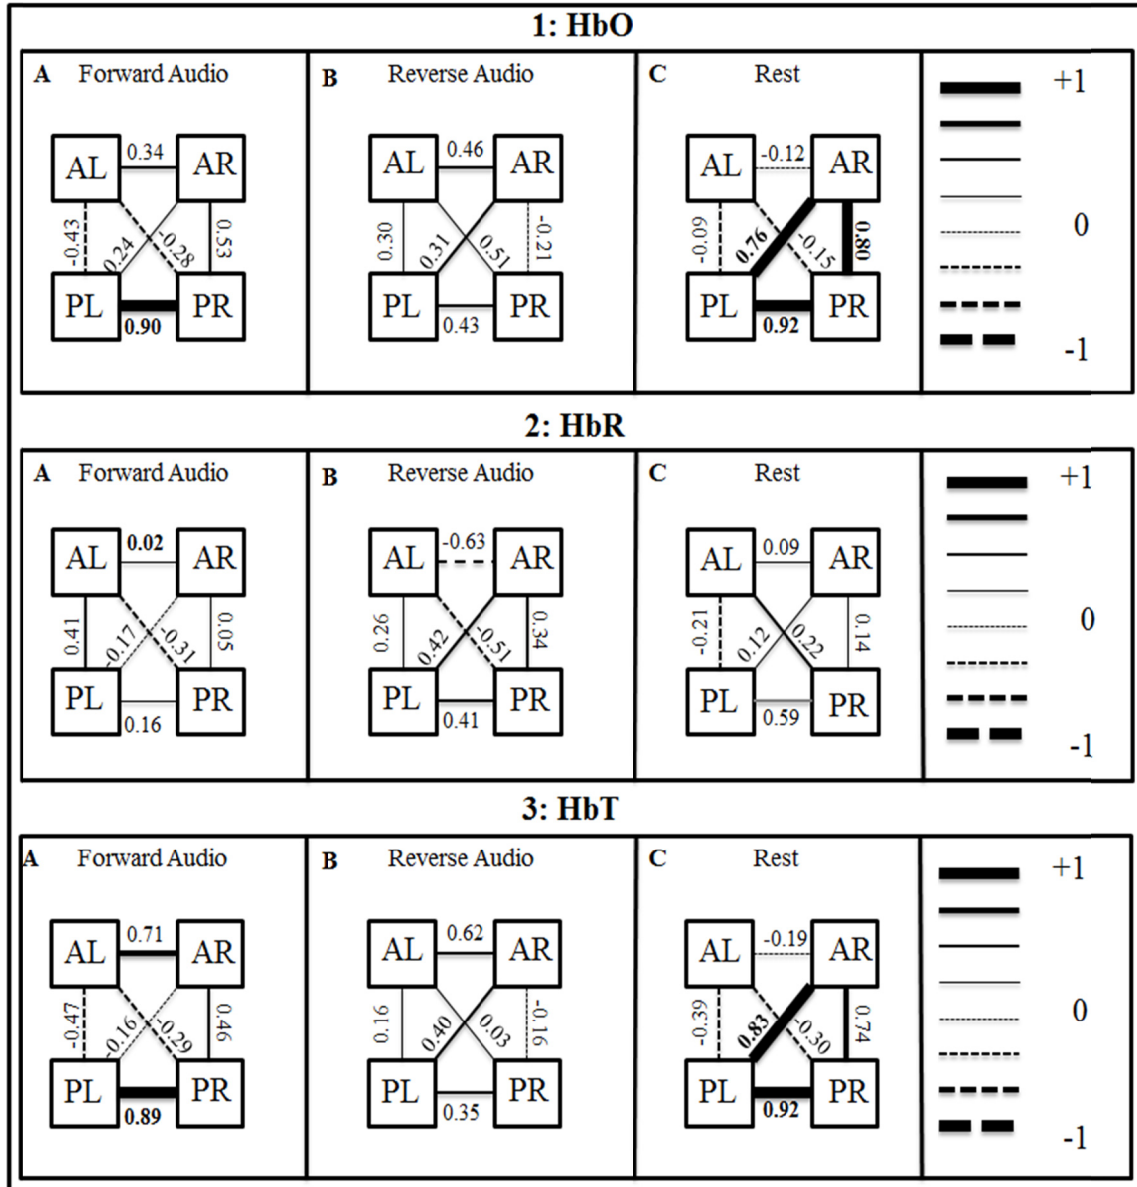 1: HbO
A Forward Audio
B Reverse Audio
C Rest
+1
0.34
0.46
-0.12
AL AR
AL AR
AL AR
-0.43 0.24 -0.28 0.53
0.30 0.31 0.51 -0.21
-0.09 0.76 -0.15 0.80
0
PL PR
PL PR
PL PR
0.90
0.43
0.92
-1
2: HbR
A Forward Audio
B Reverse Audio
C Rest
+1
0.02
-0.63
0.09
AL AR
AL AR
AL AR
0.41 -0.17 -0.31 0.05
0.26 0.42 -0.51 0.34
-0.21 0.12 0.22 0.14
0
PL PR
PL PR
PL PR
0.16
0.41
0.59
-1
3: HbT
A Forward Audio
B Reverse Audio
C Rest
+1
0.71
0.62
-0.19
AL AR
AL AR
AL AR
-0.47 -0.16 -0.29 0.46
0.16 0.40 0.03 -0.16
-0.39 0.83 -0.30 0.74
0
PL PR
PL PR
PL PR
0.89
0.35
0.92
-1